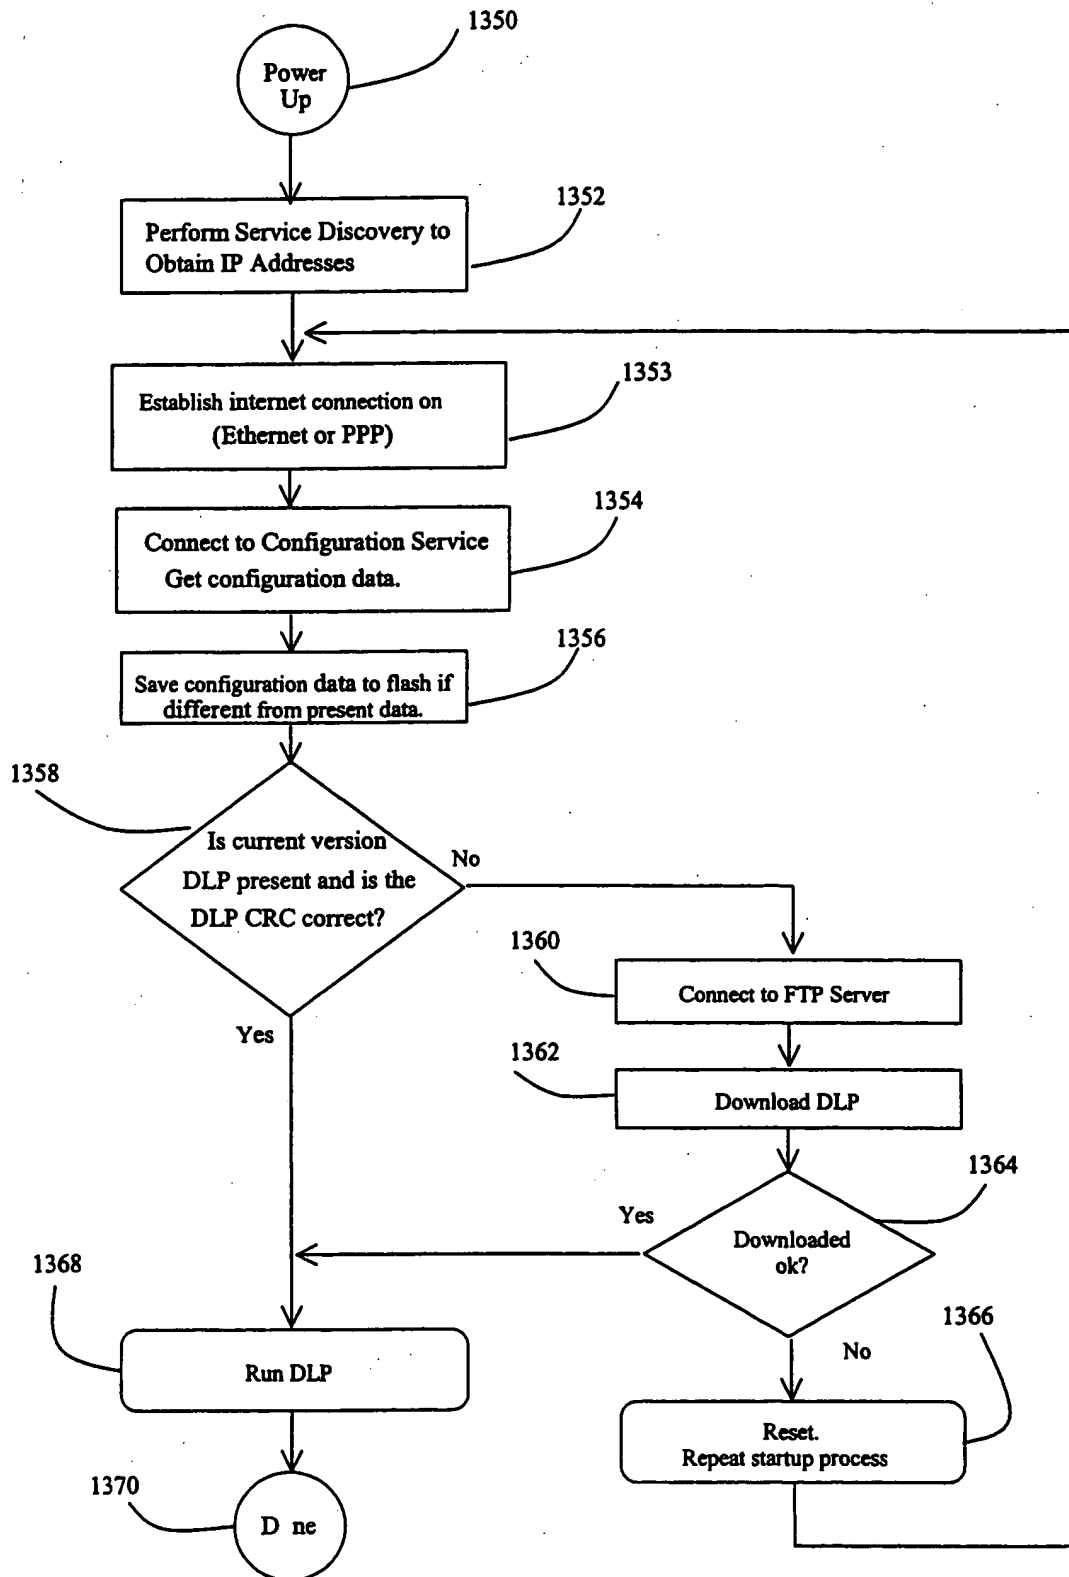 1350
Power
Up
1352
Perform Service Discovery to
Obtain IP Addresses
1353
Establish internet connection on
(Ethernet or PPP)
1354
Connect to Configuration Service
Get configuration data.
1356
Save configuration data to flash if
different from present data.
1358
Is current version
DLP present and is the
DLP CRC correct?
No
Yes
1360
Connect to FTP Server
1362
Download DLP
1364
Downloaded
ok?
Yes
No
1366
Reset.
Repeat startup process
1368
Run DLP
1370
D ne